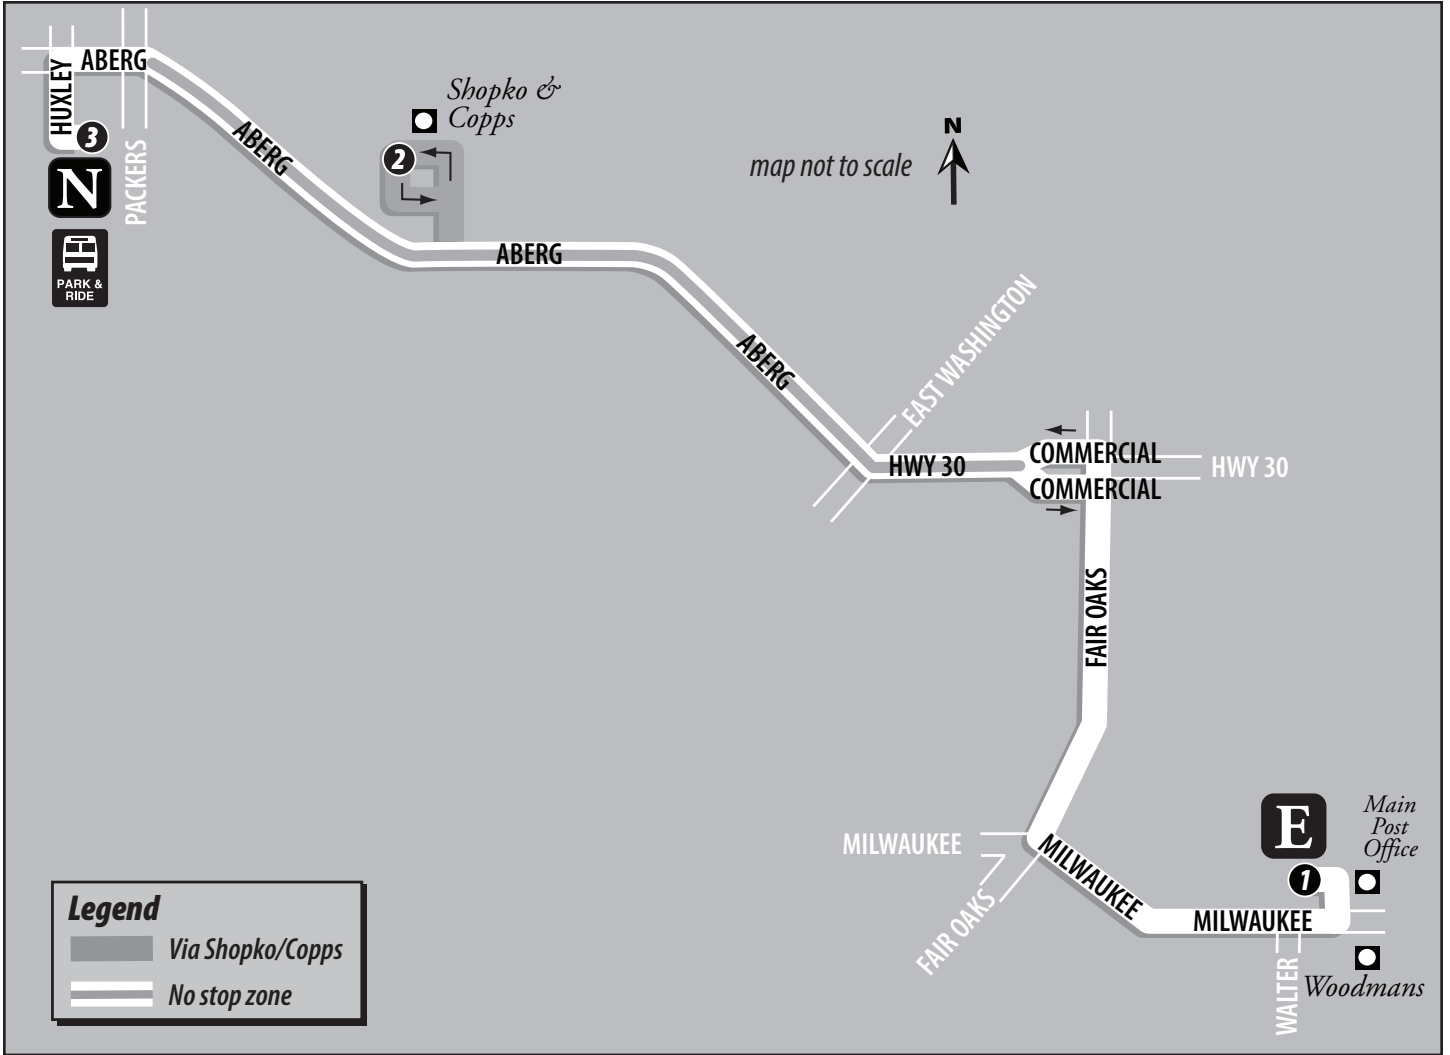 ABERG
HUXLEY
3
N
PARK &
RIDE
PACKERS
ABERG
Shopko &
Copps
2
map not to scale
N
ABERG
ABERG
EAST WASHINGTON
HWY 30
COMMERCIAL
COMMERCIAL
HWY 30
FAIR OAKS
MILWAUKEE
FAIR OAKS
MILWAUKEE
MILWAUKEE
E
1
Main
Post
Office
WALTER
Woodmans
Legend
Via Shopko/Copps
No stop zone